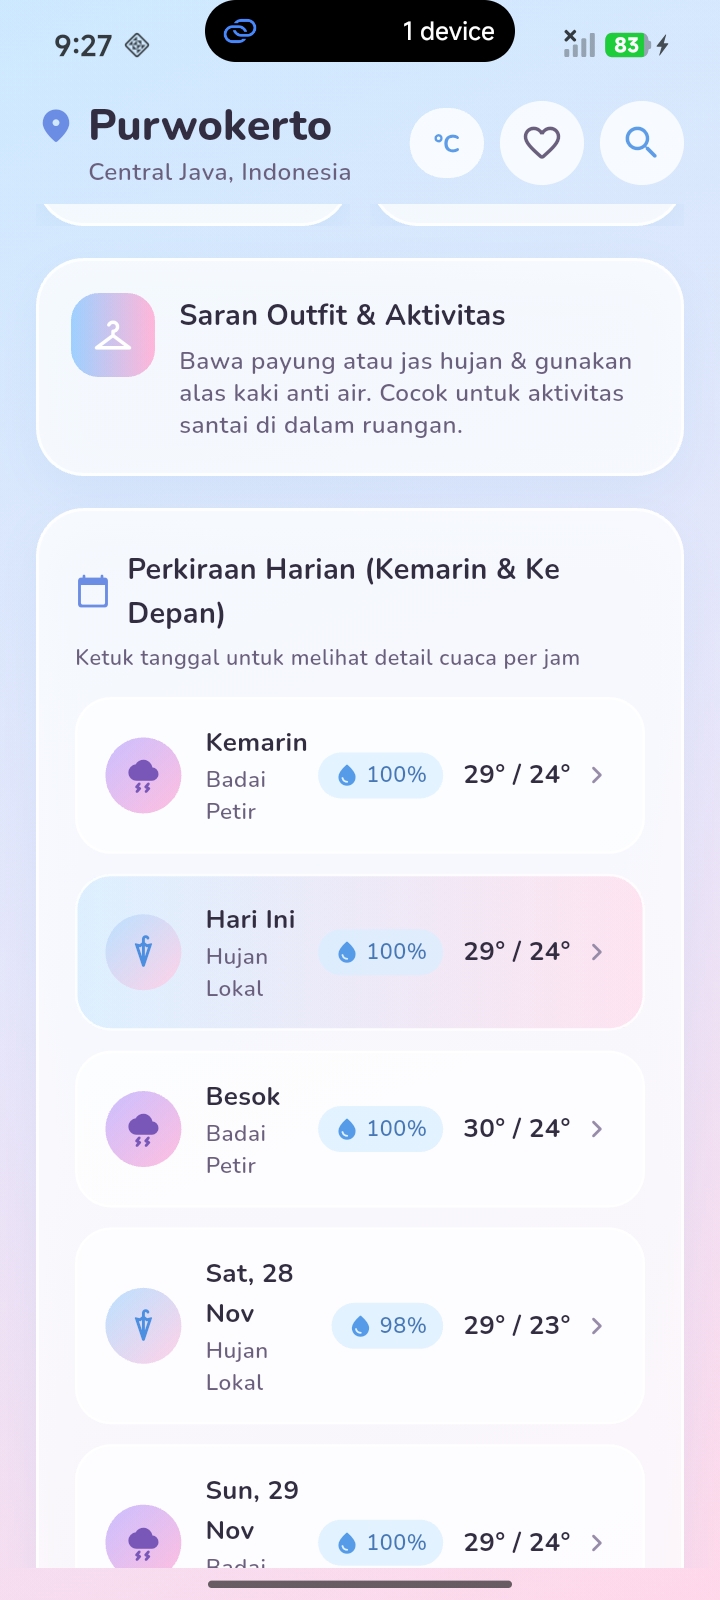 9:27
1 device
83
Purwokerto
Central Java, Indonesia
°C
Saran Outfit & Aktivitas
Bawa payung atau jas hujan & gunakan
alas kaki anti air. Cocok untuk aktivitas
santai di dalam ruangan.
Perkiraan Harian (Kemarin & Ke
Depan)
Ketuk tanggal untuk melihat detail cuaca per jam
Kemarin
Badai
Petir
100%
29° / 24°
Hari Ini
Hujan
Lokal
100%
29° / 24°
Besok
Badai
Petir
100%
30° / 24°
Sat, 28
Nov
Hujan
Lokal
98%
29° / 23°
Sun, 29
Nov
Badai
100%
29° / 24°